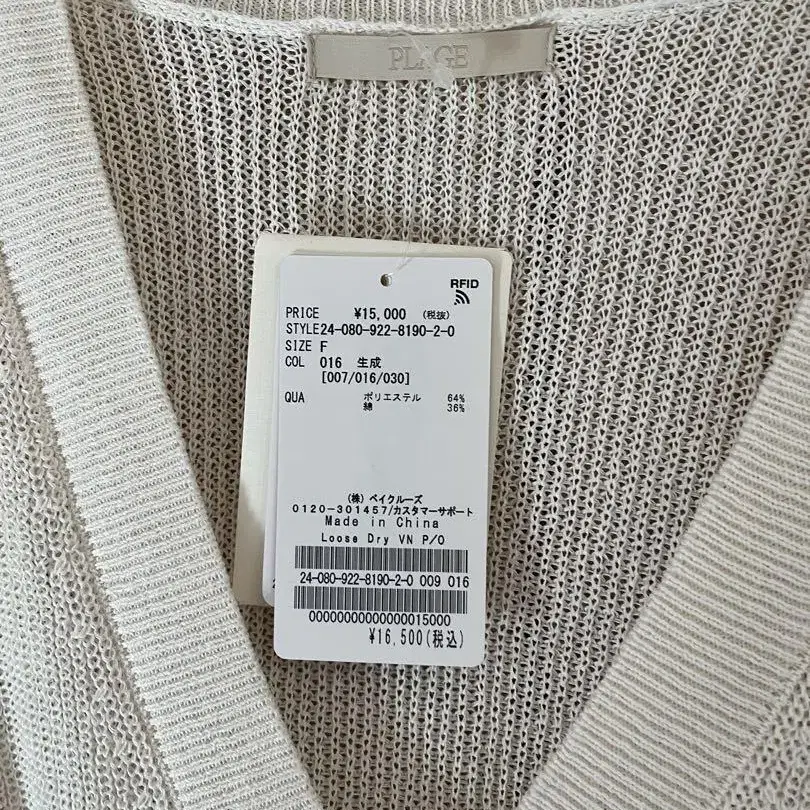 PLAGE
RFID
PRICE ¥15,000 (税抜)
STYLE24-080-922-8190-2-0
SIZE F
COL 016 生成
[007/016/030]
QUA ポリエステル 64%
綿 36%
(株) ベイクルーズ
0120-301457/カスタマーサポート
Made in China
Loose Dry VN P/O
24-080-922-8190-2-0 009 016
00000000000000015000
¥16,500(税込)